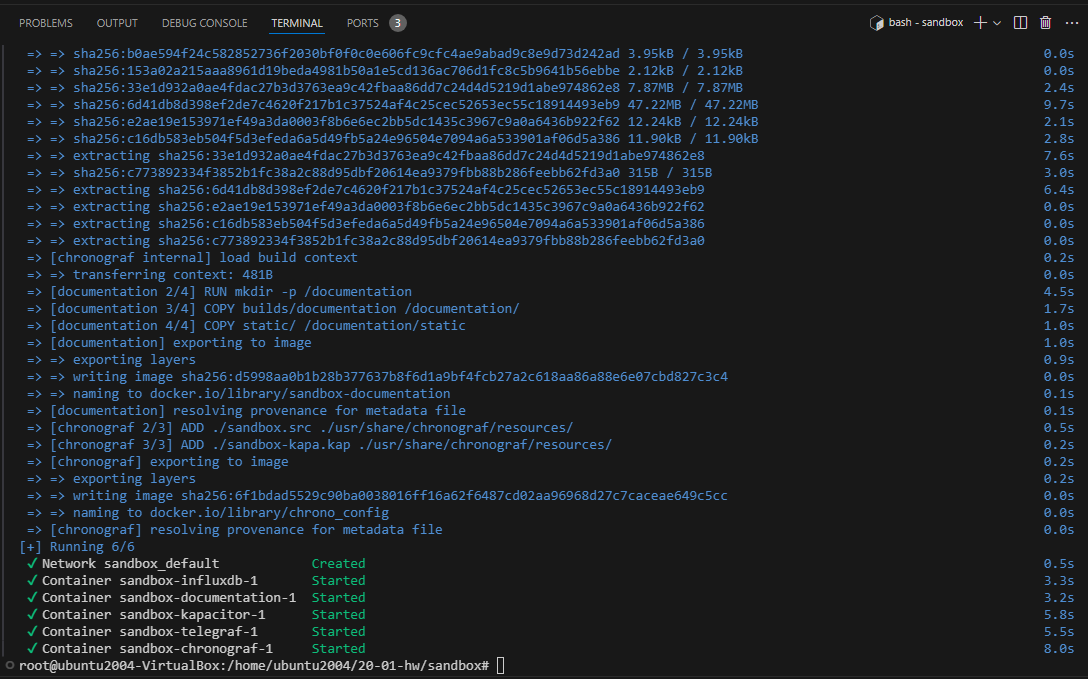 PROBLEMS OUTPUT DEBUG CONSOLE TERMINAL PORTS 3 bash - sandbox
=> => sha256:b0ae594f24c582852736f2030bf0f0c0e606fc9cfc4ae9abad9c8e9d73d242ad 3.95kB / 3.95kB 0.0s
=> => sha256:153a02a215aaa8961d19beda4981b50a1e5cd136ac706d1fc8c5b9641b56ebbe 2.12kB / 2.12kB 0.0s
=> => sha256:33e1d932a0ae4fdac27b3d3763ea9c42fbaa86dd7c24d4d5219d1abe974862e8 7.87MB / 7.87MB 2.4s
=> => sha256:6d41db8d398ef2de7c4620f217b1c37524af4c25cec52653ec55c18914493eb9 47.22MB / 47.22MB 9.7s
=> => sha256:e2ae19e153971ef49a3da0003f8b6e6ec2bb5dc1435c3967c9a0a6436b922f62 12.24kB / 12.24kB 2.1s
=> => sha256:c16db583eb504f5d3efeda6a5d49fb5a24e96504e7094a6a533901af06d5a386 11.90kB / 11.90kB 2.8s
=> => extracting sha256:33e1d932a0ae4fdac27b3d3763ea9c42fbaa86dd7c24d4d5219d1abe974862e8 7.6s
=> => sha256:c773892334f3852b1fc38a2c88d95dbf20614ea9379fbb88b286feebb62fd3a0 315B / 315B 3.0s
=> => extracting sha256:6d41db8d398ef2de7c4620f217b1c37524af4c25cec52653ec55c18914493eb9 6.4s
=> => extracting sha256:e2ae19e153971ef49a3da0003f8b6e6ec2bb5dc1435c3967c9a0a6436b922f62 0.0s
=> => extracting sha256:c16db583eb504f5d3efeda6a5d49fb5a24e96504e7094a6a533901af06d5a386 0.0s
=> => extracting sha256:c773892334f3852b1fc38a2c88d95dbf20614ea9379fbb88b286feebb62fd3a0 0.0s
=> [chronograf internal] load build context 0.2s
=> => transferring context: 481B 0.0s
=> [documentation 2/4] RUN mkdir -p /documentation 4.5s
=> [documentation 3/4] COPY builds/documentation /documentation/ 1.7s
=> [documentation 4/4] COPY static/ /documentation/static 1.0s
=> [documentation] exporting to image 1.0s
=> => exporting layers 0.9s
=> => writing image sha256:d5998aa0b1b28b377637b8f6d1a9bf4fcb27a2c618aa86a88e6e07cbd827c3c4 0.0s
=> => naming to docker.io/library/sandbox-documentation 0.1s
=> [documentation] resolving provenance for metadata file 0.1s
=> [chronograf 2/3] ADD ./sandbox.src ./usr/share/chronograf/resources/ 0.5s
=> [chronograf 3/3] ADD ./sandbox-kapa.kap ./usr/share/chronograf/resources/ 0.2s
=> [chronograf] exporting to image 0.2s
=> => exporting layers 0.2s
=> => writing image sha256:6f1bdad5529c90ba0038016ff16a62f6487cd02aa96968d27c7caceae649c5cc 0.0s
=> => naming to docker.io/library/chrono_config 0.0s
=> [chronograf] resolving provenance for metadata file 0.0s
[+] Running 6/6
✓ Network sandbox_default Created 0.5s
✓ Container sandbox-influxdb-1 Started 3.3s
✓ Container sandbox-documentation-1 Started 3.2s
✓ Container sandbox-kapacitor-1 Started 5.8s
✓ Container sandbox-telegraf-1 Started 5.5s
✓ Container sandbox-chronograf-1 Started 8.0s
root@ubuntu2004-VirtualBox:/home/ubuntu2004/20-01-hw/sandbox#